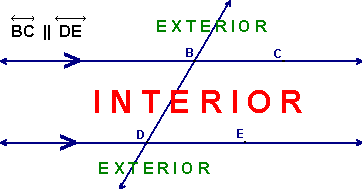 BC || DE
EXTERIOR
B
C
INTERIOR
D
E
EXTERIOR